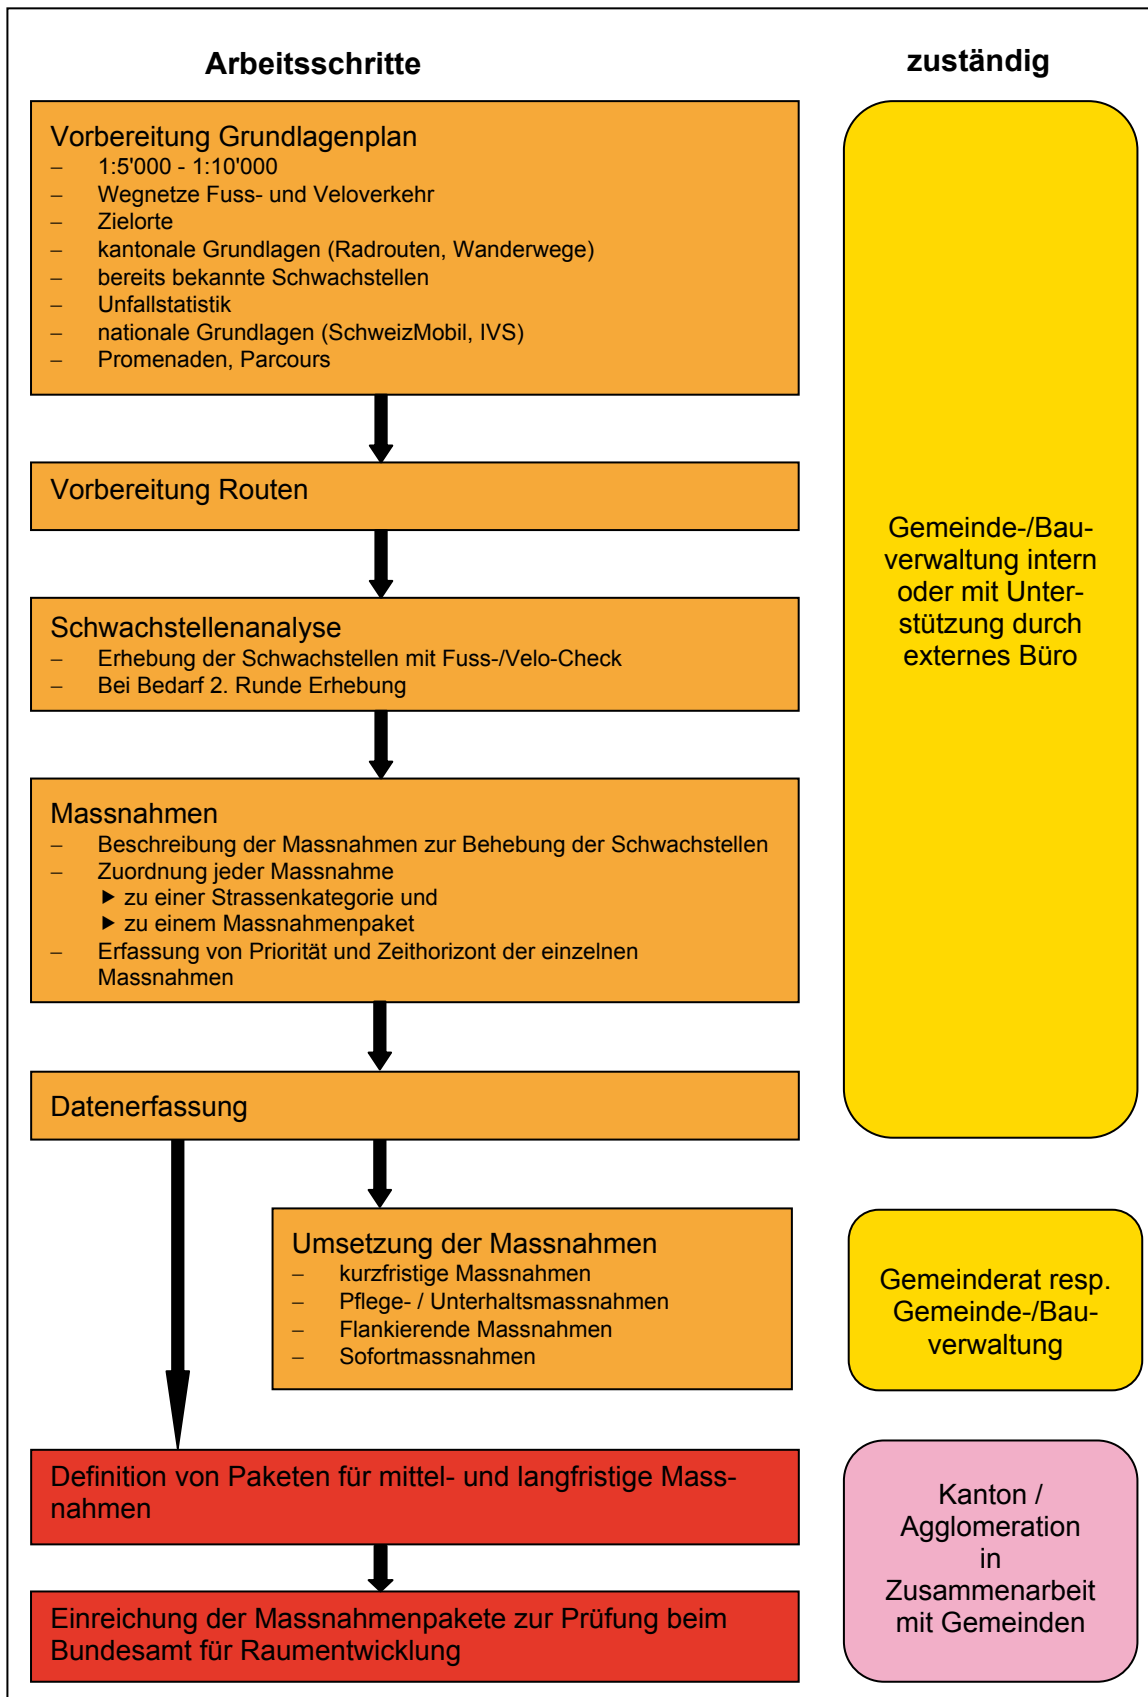 Arbeitsschritte
zuständig
Vorbereitung Grundlagenplan
– 1:5'000 - 1:10'000
– Wegnetze Fuss- und Veloverkehr
– Zielorte
– kantonale Grundlagen (Radrouten, Wanderwege)
– bereits bekannte Schwachstellen
– Unfallstatistik
– nationale Grundlagen (SchweizMobil, IVS)
– Promenaden, Parcours
Vorbereitung Routen
Schwachstellenanalyse
– Erhebung der Schwachstellen mit Fuss-/Velo-Check
– Bei Bedarf 2. Runde Erhebung
Massnahmen
– Beschreibung der Massnahmen zur Behebung der Schwachstellen
– Zuordnung jeder Massnahme
▶ zu einer Strassenkategorie und
▶ zu einem Massnahmenpaket
– Erfassung von Priorität und Zeithorizont der einzelnen
Massnahmen
Datenerfassung
Gemeinde-/Bau-
verwaltung intern
oder mit Unter-
stützung durch
externes Büro
Umsetzung der Massnahmen
– kurzfristige Massnahmen
– Pflege- / Unterhaltsmassnahmen
– Flankierende Massnahmen
– Sofortmassnahmen
Gemeinderat resp.
Gemeinde-/Bau-
verwaltung
Definition von Paketen für mittel- und langfristige Mass-
nahmen
Einreichung der Massnahmenpakete zur Prüfung beim
Bundesamt für Raumentwicklung
Kanton /
Agglomeration
in
Zusammenarbeit
mit Gemeinden